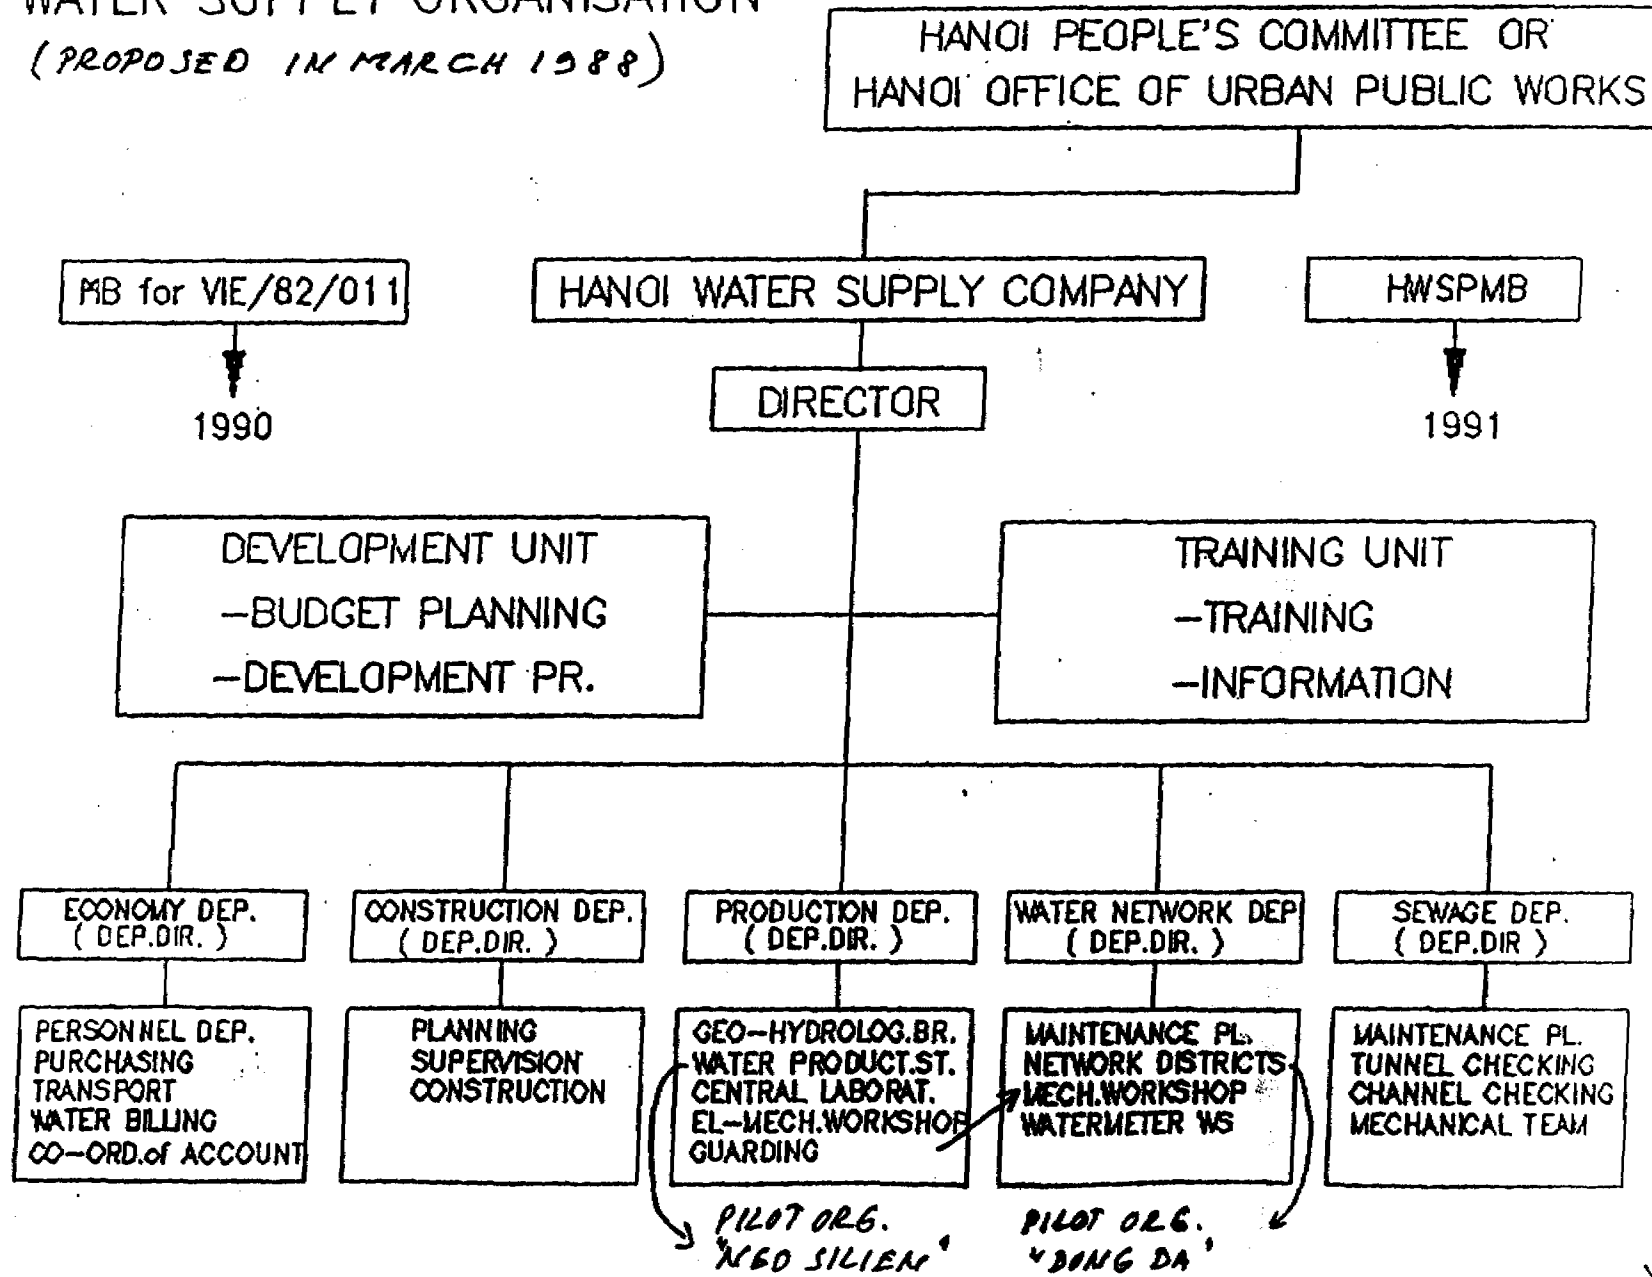 WATER SUPPLY ORGANISATION
(PROPOSED IN MARCH 1988)
HANOI PEOPLE'S COMMITTEE OR
HANOI OFFICE OF URBAN PUBLIC WORKS
MB for VIE/82/011
HANOI WATER SUPPLY COMPANY
HWSPMB
DIRECTOR
1990
1991
DEVELOPMENT UNIT
-BUDGET PLANNING
-DEVELOPMENT PR.
TRAINING UNIT
-TRAINING
-INFORMATION
ECONOMY DEP.
( DEP.DIR. )
CONSTRUCTION DEP.
( DEP.DIR. )
PRODUCTION DEP.
( DEP.DIR. )
WATER NETWORK DEP
( DEP.DIR. )
SEWAGE DEP.
( DEP.DIR )
PERSONNEL DEP.
PURCHASING
TRANSPORT
WATER BILLING
CO-ORD.of ACCOUNT
PLANNING
SUPERVISION
CONSTRUCTION
GEO-HYDROLOG.BR.
WATER PRODUCT.ST.
CENTRAL LABORAT.
EL-MECH.WORKSHOP
GUARDING
MAINTENANCE PL.
NETWORK DISTRICTS
MECH.WORKSHOP
WATERMETER WS
MAINTENANCE PL.
TUNNEL CHECKING
CHANNEL CHECKING
MECHANICAL TEAM
PILOT ORG.
"NGO SILIEM"
PILOT ORG.
"DONG DA"